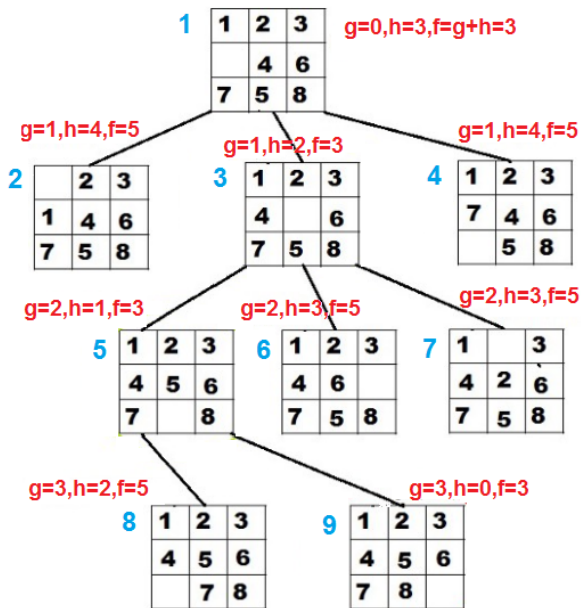 1
1 2 3
4 6
7 5 8
g=0,h=3,f=g+h=3
g=1,h=4,f=5
g=1,h=2,f=3
g=1,h=4,f=5
2
2 3
1 4 6
7 5 8
3
1 2 3
4 6
7 5 8
4
1 2 3
7 4 6
5 8
g=2,h=1,f=3
g=2,h=3,f=5
g=2,h=3,f=5
5
1 2 3
4 5 6
7 8
6
1 2 3
4 6
7 5 8
7
1 3
4 2 6
7 5 8
g=3,h=2,f=5
g=3,h=0,f=3
8
1 2 3
4 5 6
7 8
9
1 2 3
4 5 6
7 8